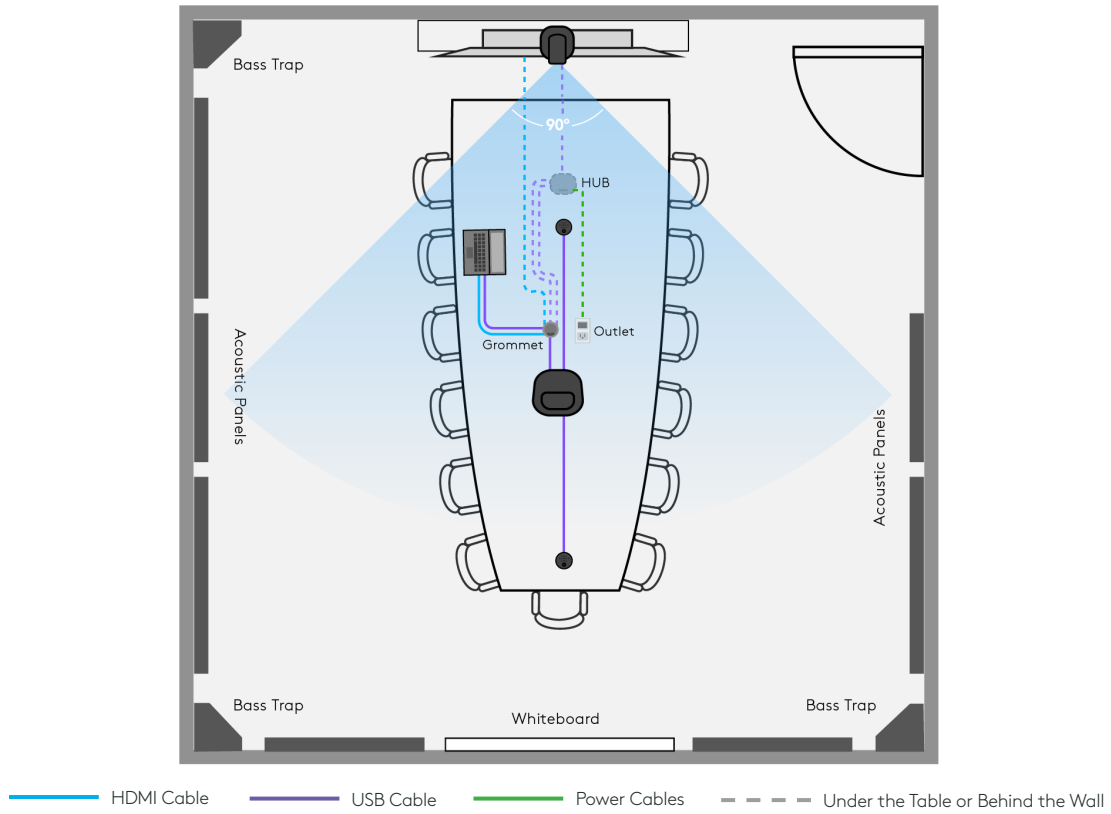 Bass Trap
90°
HUB
Outlet
Grommet
Acoustic Panels
Acoustic Panels
Bass Trap
Bass Trap
Whiteboard
HDMI Cable
USB Cable
Power Cables
Under the Table or Behind the Wall